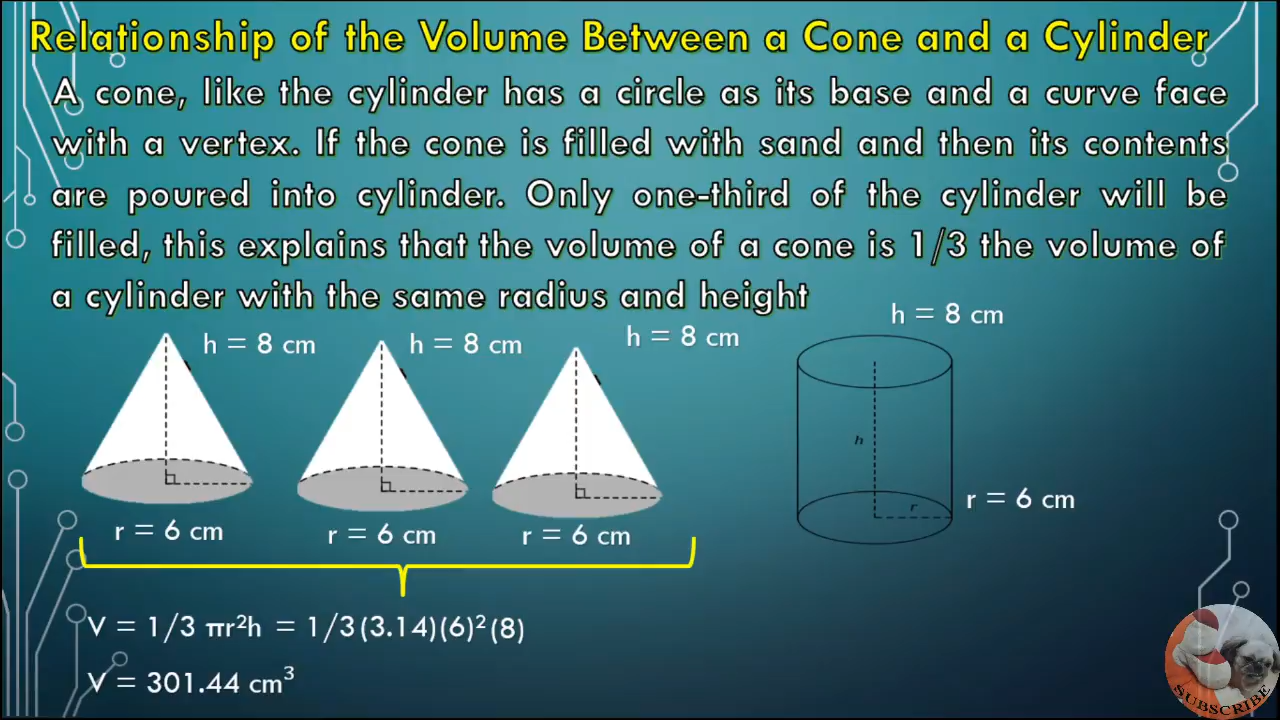 Relationship of the Volume Between a Cone and a Cylinder
A cone, like the cylinder has a circle as its base and a curve face
with a vertex. If the cone is filled with sand and then its contents
are poured into cylinder. Only one-third of the cylinder will be
filled, this explains that the volume of a cone is 1/3 the volume of
a cylinder with the same radius and height
h = 8 cm
h = 8 cm
h = 8 cm
h = 8 cm
h
r
r = 6 cm
r = 6 cm
r = 6 cm
r = 6 cm
V = 1/3 πr²h = 1/3(3.14)(6)²(8)
V = 301.44 cm³
SUBSCRIBE